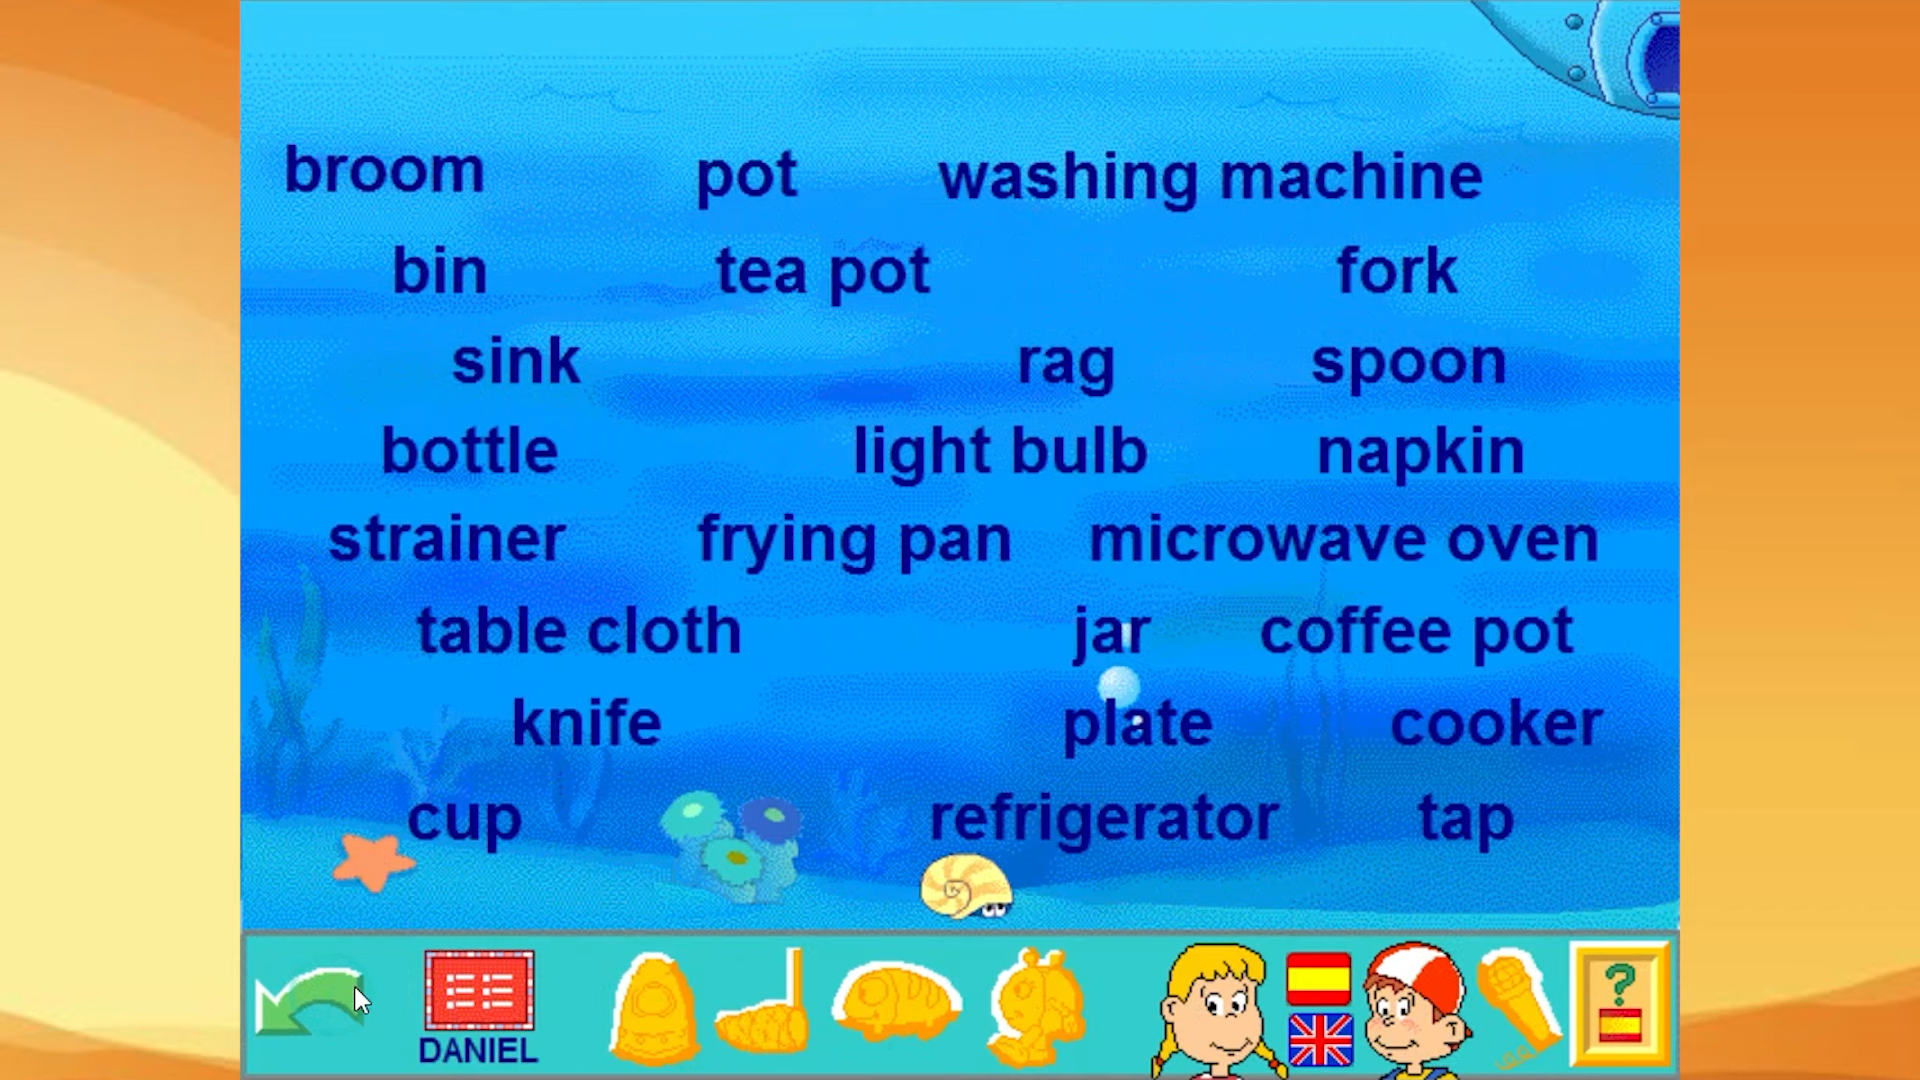 broom pot washing machine
bin tea pot fork
sink rag spoon
bottle light bulb napkin
strainer frying pan microwave oven
table cloth jar coffee pot
knife plate cooker
cup refrigerator tap
?
DANIEL